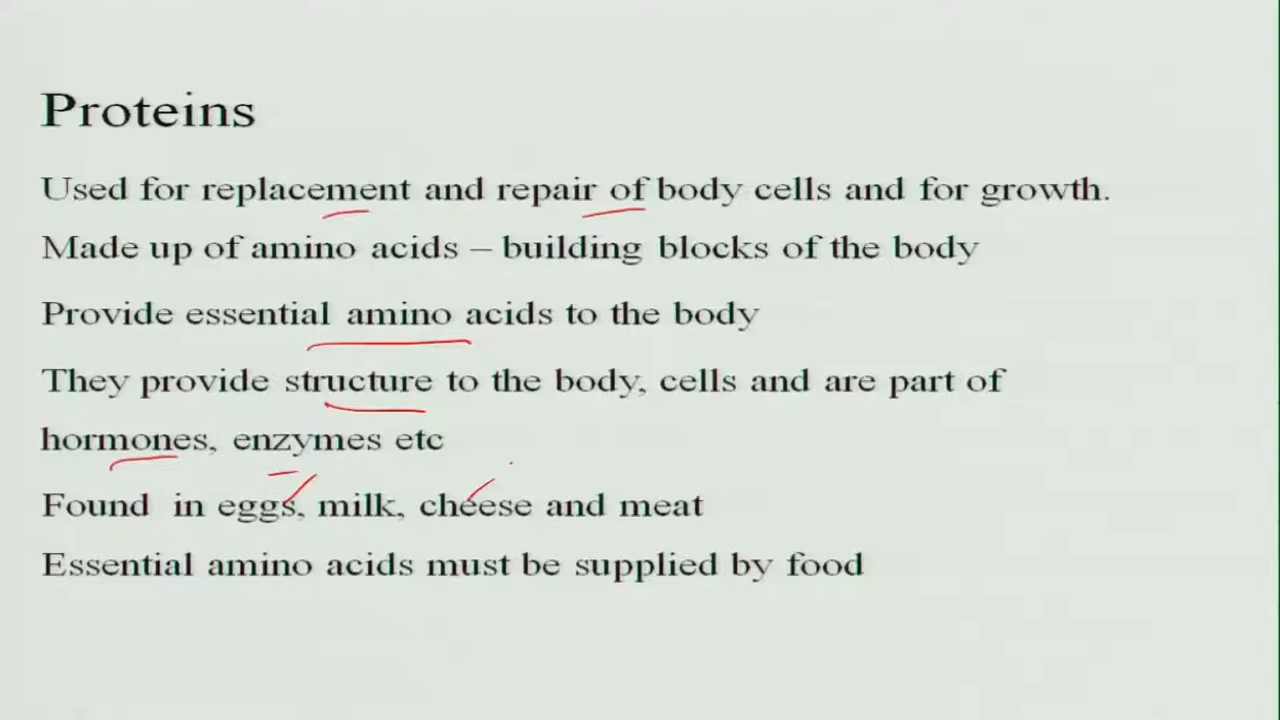 Proteins
Used for replacement and repair of body cells and for growth.
Made up of amino acids – building blocks of the body
Provide essential amino acids to the body
They provide structure to the body, cells and are part of
hormones, enzymes etc
Found in eggs, milk, cheese and meat
Essential amino acids must be supplied by food